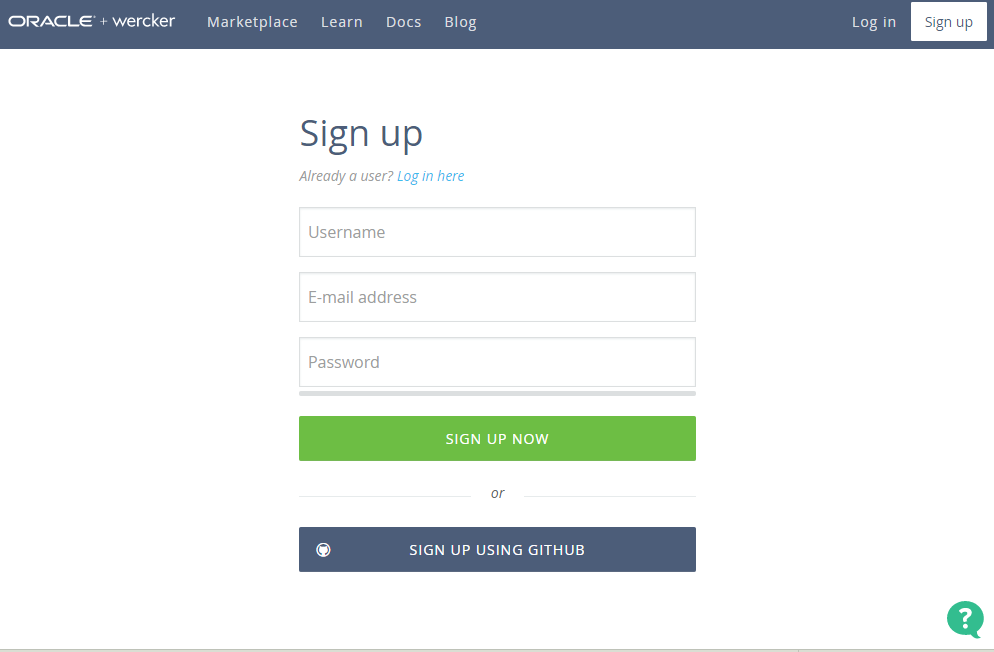 ORACLE + wercker Marketplace Learn Docs Blog Log in Sign up
Sign up
Already a user? Log in here
Username
E-mail address
Password
SIGN UP NOW
or
SIGN UP USING GITHUB
?